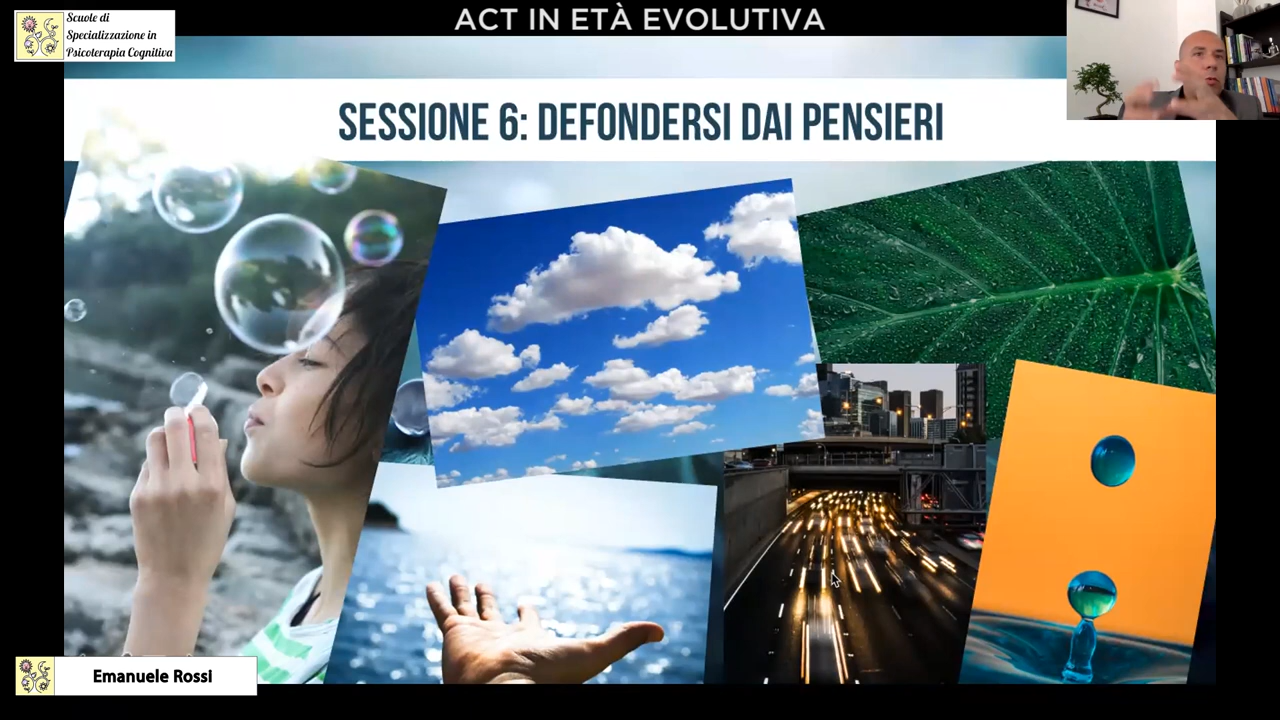 Scuole di
Specializzazione in
Psicoterapia Cognitiva
ACT IN ETÀ EVOLUTIVA
SESSIONE 6: DEFONDERSI DAI PENSIERI
Emanuele Rossi